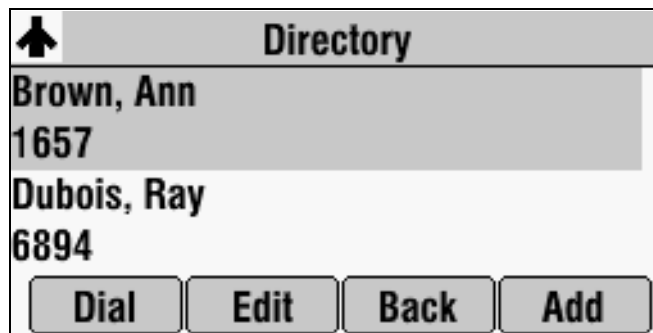 Directory
Brown, Ann
1657
Dubois, Ray
6894
Dial Edit Back Add